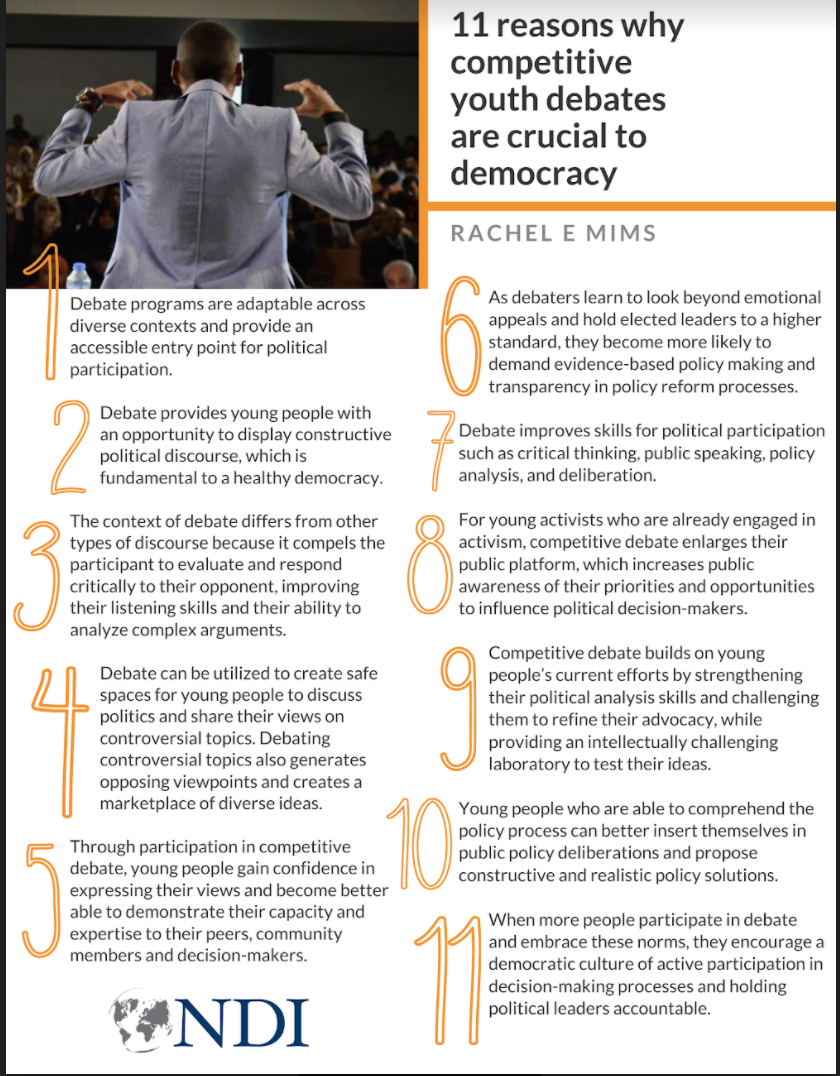 11 reasons why
competitive
youth debates
are crucial to
democracy
RACHEL E MIMS
1
Debate programs are adaptable across
diverse contexts and provide an
accessible entry point for political
participation.
2
Debate provides young people with
an opportunity to display constructive
political discourse, which is
fundamental to a healthy democracy.
3
The context of debate differs from other
types of discourse because it compels the
participant to evaluate and respond
critically to their opponent, improving
their listening skills and their ability to
analyze complex arguments.
4
Debate can be utilized to create safe
spaces for young people to discuss
politics and share their views on
controversial topics. Debating
controversial topics also generates
opposing viewpoints and creates a
marketplace of diverse ideas.
5
Through participation in competitive
debate, young people gain confidence in
expressing their views and become better
able to demonstrate their capacity and
expertise to their peers, community
members and decision-makers.
NDI
6
As debaters learn to look beyond emotional
appeals and hold elected leaders to a higher
standard, they become more likely to
demand evidence-based policy making and
transparency in policy reform processes.
7
Debate improves skills for political participation
such as critical thinking, public speaking, policy
analysis, and deliberation.
8
For young activists who are already engaged in
activism, competitive debate enlarges their
public platform, which increases public
awareness of their priorities and opportunities
to influence political decision-makers.
9
Competitive debate builds on young
people's current efforts by strengthening
their political analysis skills and challenging
them to refine their advocacy, while
providing an intellectually challenging
laboratory to test their ideas.
10
Young people who are able to comprehend the
policy process can better insert themselves in
public policy deliberations and propose
constructive and realistic policy solutions.
11
When more people participate in debate
and embrace these norms, they encourage a
democratic culture of active participation in
decision-making processes and holding
political leaders accountable.